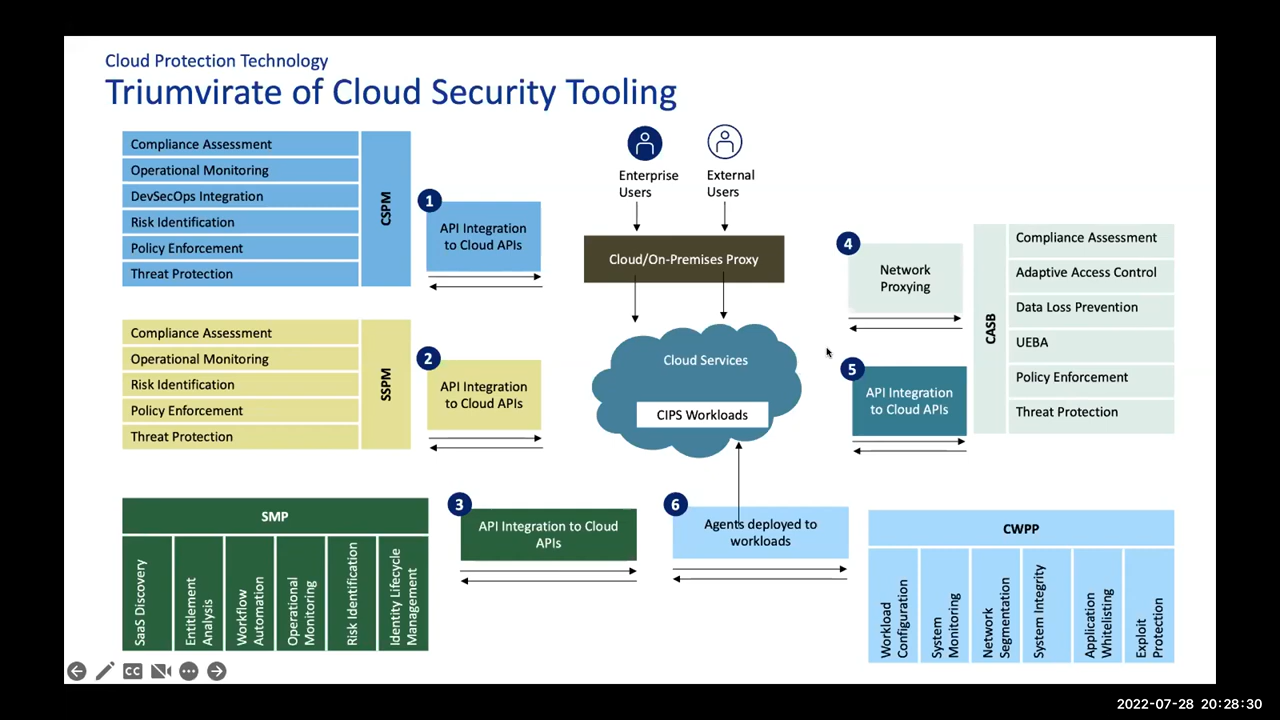 Cloud Protection Technology
Triumvirate of Cloud Security Tooling
Compliance Assessment
Operational Monitoring
DevSecOps Integration
Risk Identification
Policy Enforcement
Threat Protection
CSPM
1
API Integration
to Cloud APIs
Enterprise
Users
External
Users
Cloud/On-Premises Proxy
Cloud Services
CIPS Workloads
4
Network
Proxying
5
API Integration
to Cloud APIs
CASB
Compliance Assessment
Adaptive Access Control
Data Loss Prevention
UEBA
Policy Enforcement
Threat Protection
Compliance Assessment
Operational Monitoring
Risk Identification
Policy Enforcement
Threat Protection
SSPM
2
API Integration
to Cloud APIs
SMP
SaaS Discovery
Entitlement
Analysis
Workflow
Automation
Operational
Monitoring
Risk Identification
Identity Lifecycle
Management
3
API Integration to Cloud
APIs
6
Agents deployed to
workloads
CWPP
Workload
Configuration
System
Monitoring
Network
Segmentation
System Integrity
Application
Whitelisting
Exploit
Protection
CC
2022-07-28 20:28:30